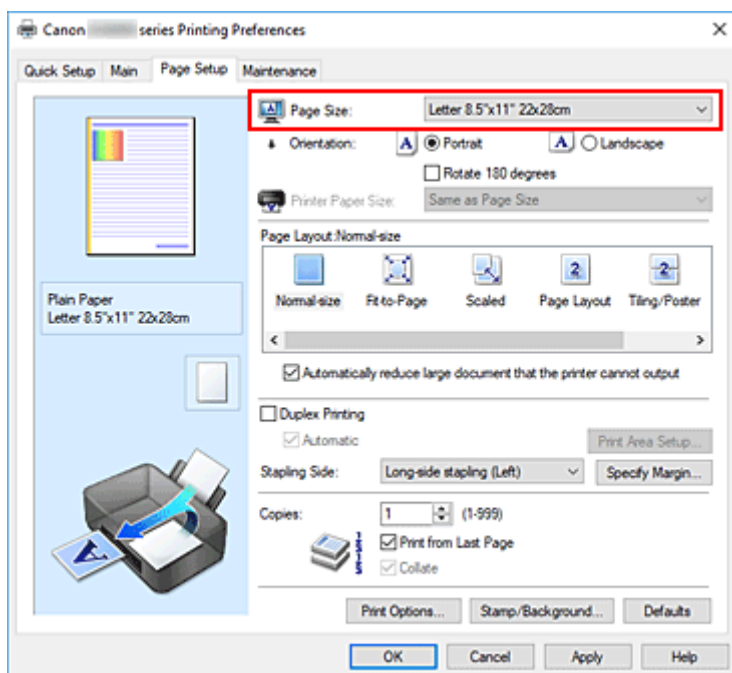 Canon series Printing Preferences
Quick Setup Main Page Setup Maintenance
Page Size: Letter 8.5"x11" 22x28cm
Orientation: A Portrait A Landscape
Rotate 180 degrees
Printer Paper Size: Same as Page Size
Page Layout:Normal-size
2 2
Normal-size Fit-to-Page Scaled Page Layout Tiling/Poster
Plain Paper
Letter 8.5"x11" 22x28cm
Automatically reduce large document that the printer cannot output
Duplex Printing
Automatic Print Area Setup...
Stapling Side: Long-side stapling (Left) Specify Margin...
Copies: 1 (1-999)
Print from Last Page
Collate
A
Print Options... Stamp/Background... Defaults
OK Cancel Apply Help